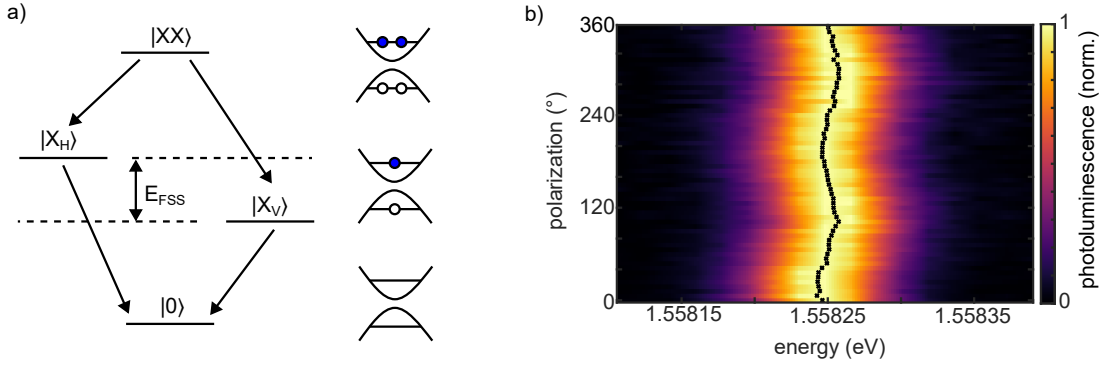 a)
|XX⟩
|X_H⟩
E_FSS
|X_V⟩
|0⟩
b)
360
240
120
0
polarization (°)
1.55815
1.55825
1.55835
energy (eV)
1
0
photoluminescence (norm.)